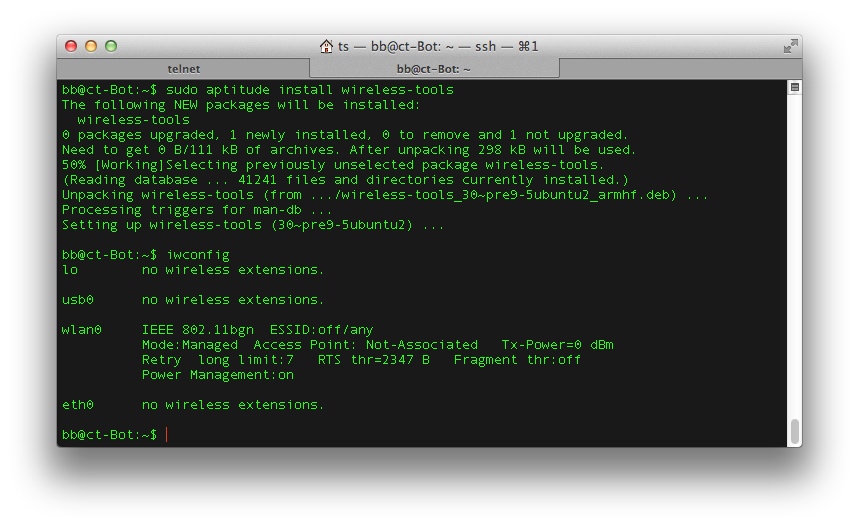 ts — bb@ct-Bot: ~ — ssh — ⌘1
telnet
bb@ct-Bot: ~
bb@ct-Bot:~$ sudo aptitude install wireless-tools
The following NEW packages will be installed:
  wireless-tools
0 packages upgraded, 1 newly installed, 0 to remove and 1 not upgraded.
Need to get 0 B/111 kB of archives. After unpacking 298 kB will be used.
50% [Working]Selecting previously unselected package wireless-tools.
(Reading database ... 41241 files and directories currently installed.)
Unpacking wireless-tools (from .../wireless-tools_30~pre9-5ubuntu2_armhf.deb) ...
Processing triggers for man-db ...
Setting up wireless-tools (30~pre9-5ubuntu2) ...
bb@ct-Bot:~$ iwconfig
lo        no wireless extensions.
usb0      no wireless extensions.
wlan0     IEEE 802.11bgn  ESSID:off/any
          Mode:Managed  Access Point: Not-Associated   Tx-Power=0 dBm
          Retry  long limit:7   RTS thr=2347 B   Fragment thr:off
          Power Management:on
eth0      no wireless extensions.
bb@ct-Bot:~$